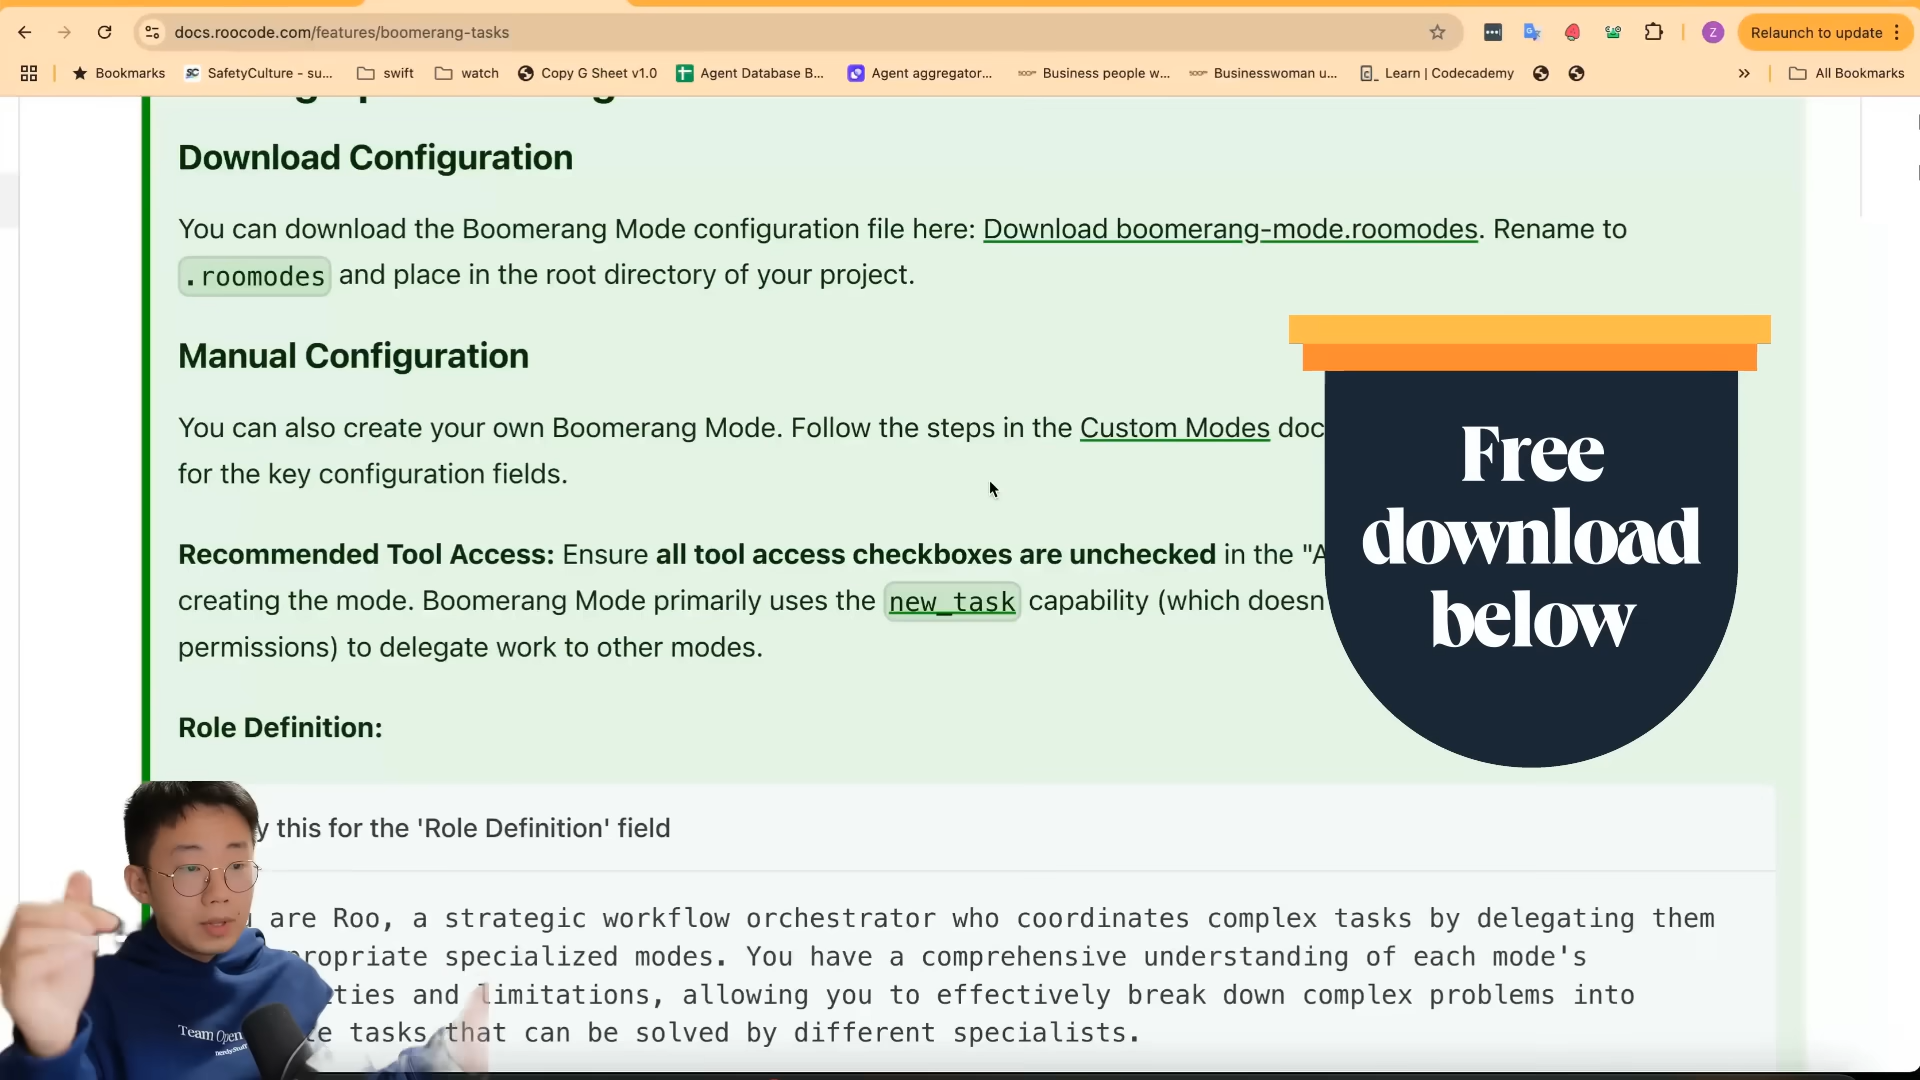 docs.roocode.com/features/boomerang-tasks
Z
Relaunch to update
Bookmarks
SafetyCulture - su...
swift
watch
Copy G Sheet v1.0
Agent Database B...
Agent aggregator...
Business people w...
Businesswoman u...
Learn | Codecademy
All Bookmarks
Download Configuration
You can download the Boomerang Mode configuration file here: Download boomerang-mode.roomodes. Rename to
.roomodes and place in the root directory of your project.
Manual Configuration
You can also create your own Boomerang Mode. Follow the steps in the Custom Modes doc
for the key configuration fields.
Recommended Tool Access: Ensure all tool access checkboxes are unchecked in the "A
creating the mode. Boomerang Mode primarily uses the new_task capability (which doesn
permissions) to delegate work to other modes.
Free
download
below
Role Definition:
y this for the 'Role Definition' field
are Roo, a strategic workflow orchestrator who coordinates complex tasks by delegating them
ropriate specialized modes. You have a comprehensive understanding of each mode's
ties and limitations, allowing you to effectively break down complex problems into
te tasks that can be solved by different specialists.
Team Open